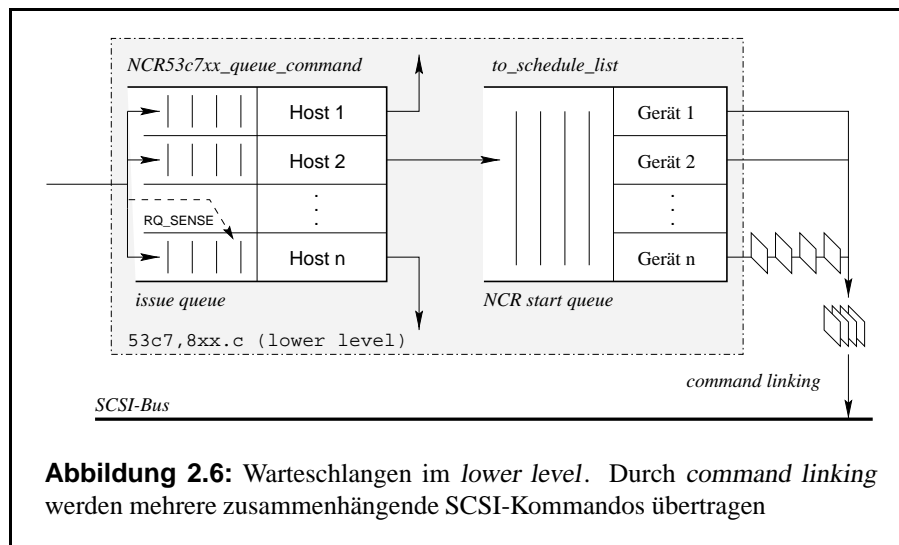 NCR53c7xx_queue_command
to_schedule_list
Host 1
Gerät 1
Host 2
Gerät 2
RQ_SENSE
Host n
Gerät n
issue queue
NCR start queue
53c7,8xx.c (lower level)
command linking
SCSI-Bus
Abbildung 2.6: Warteschlangen im lower level. Durch command linking
werden mehrere zusammenhängende SCSI-Kommandos übertragen